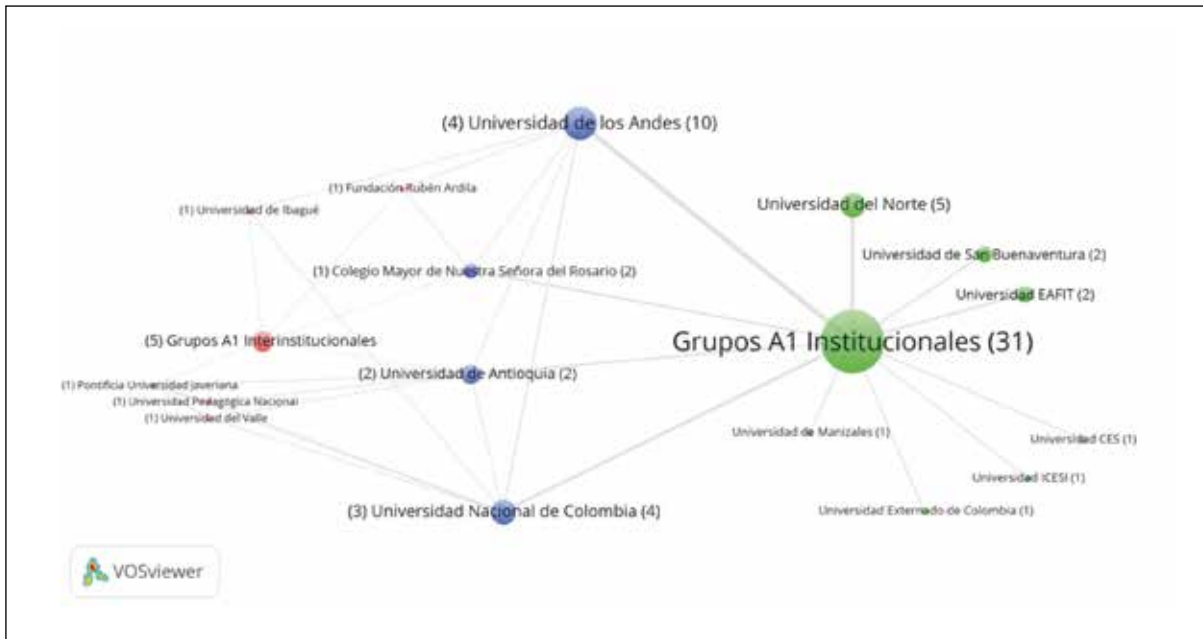 (4) Universidad de los Andes (10)
(1) Fundación Rubén Ardila
Universidad del Norte (5)
(1) Universidad de Ibagué
Universidad de San Buenaventura (2)
(1) Colegio Mayor de Nuestra Señora del Rosario (2)
Universidad EAFIT (2)
(5) Grupos A1 Interinstitucionales
Grupos A1 Institucionales (31)
(2) Universidad de Antioquia (2)
(1) Pontificia Universidad Javeriana
(1) Universidad Pedagógica Nacional
(1) Universidad del Valle
Universidad de Manizales (1)
Universidad CES (1)
Universidad ICESI (1)
(3) Universidad Nacional de Colombia (4)
Universidad Externado de Colombia (1)
VOSviewer